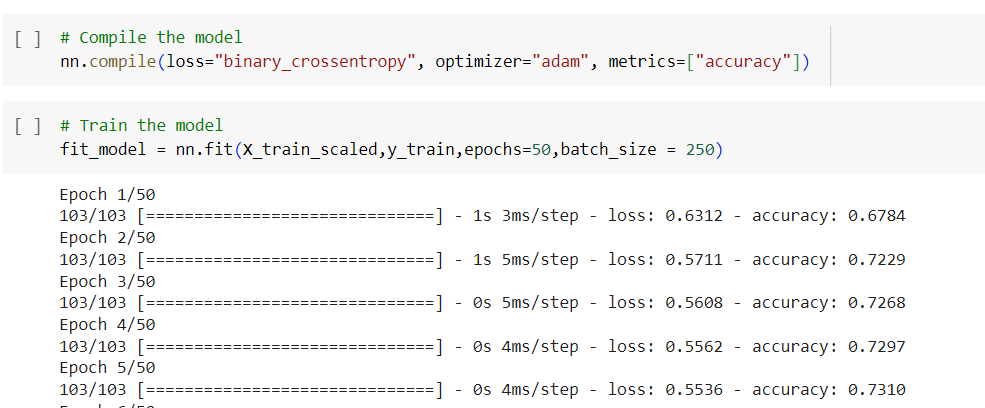 [ ] # Compile the model
nn.compile(loss="binary_crossentropy", optimizer="adam", metrics=["accuracy"])
[ ] # Train the model
fit_model = nn.fit(X_train_scaled,y_train,epochs=50,batch_size = 250)
Epoch 1/50
103/103 [==============================] - 1s 3ms/step - loss: 0.6312 - accuracy: 0.6784
Epoch 2/50
103/103 [==============================] - 1s 5ms/step - loss: 0.5711 - accuracy: 0.7229
Epoch 3/50
103/103 [==============================] - 0s 5ms/step - loss: 0.5608 - accuracy: 0.7268
Epoch 4/50
103/103 [==============================] - 0s 4ms/step - loss: 0.5562 - accuracy: 0.7297
Epoch 5/50
103/103 [==============================] - 0s 4ms/step - loss: 0.5536 - accuracy: 0.7310